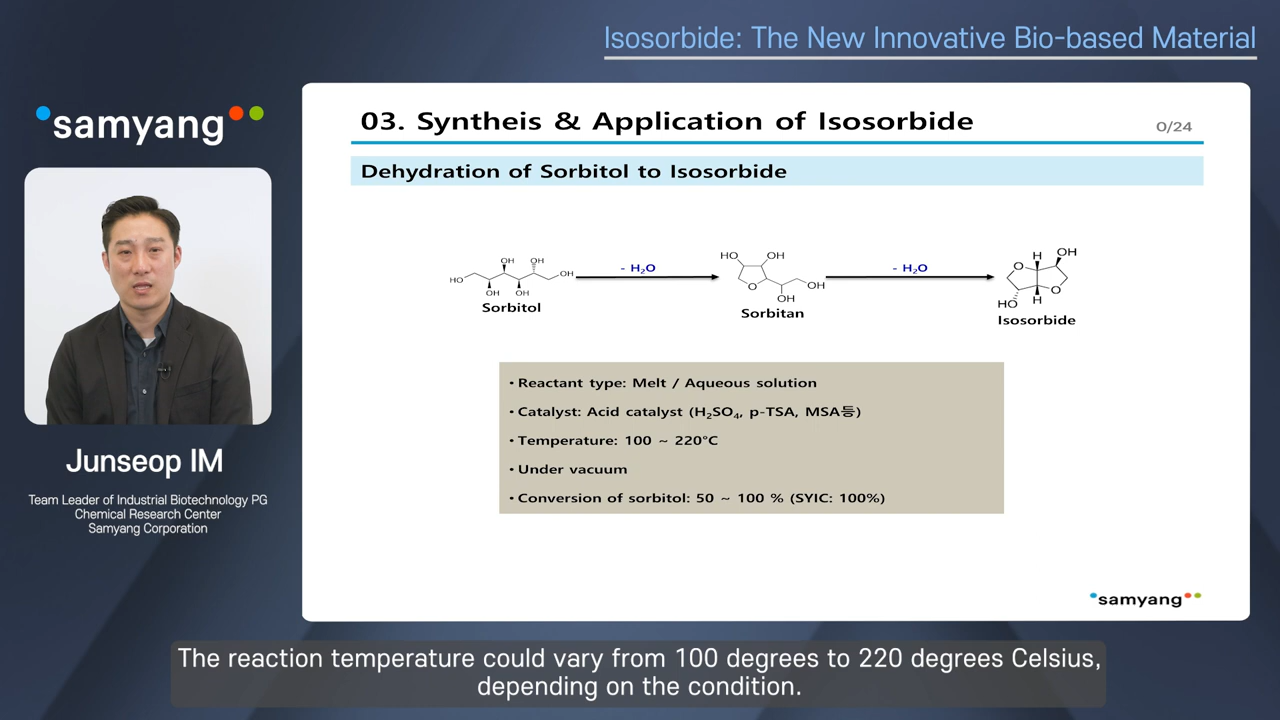 Isosorbide: The New Innovative Bio-based Material
samyang
Junseop IM
Team Leader of Industrial Biotechnology PG
Chemical Research Center
Samyang Corporation
03. Syntheis & Application of Isosorbide
0/24
Dehydration of Sorbitol to Isosorbide
HO OH OH OH OH OH
Sorbitol
- H₂O
HO OH O OH OH
Sorbitan
- H₂O
H OH O O HO H
Isosorbide
• Reactant type: Melt / Aqueous solution
• Catalyst: Acid catalyst (H₂SO₄, p-TSA, MSA등)
• Temperature: 100 ~ 220°C
• Under vacuum
• Conversion of sorbitol: 50 ~ 100 % (SYIC: 100%)
samyang
The reaction temperature could vary from 100 degrees to 220 degrees Celsius,
depending on the condition.